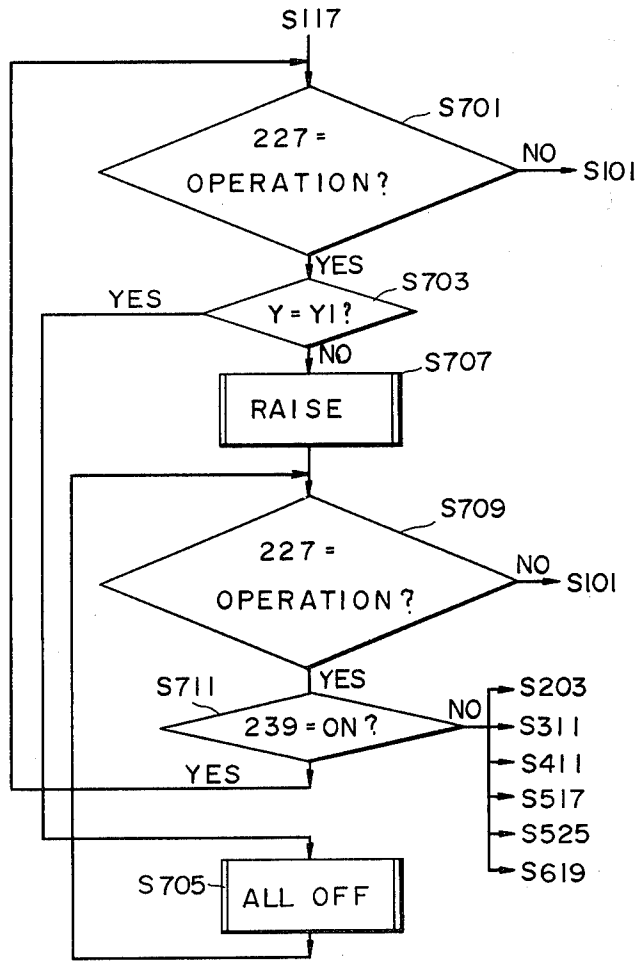 S117
S701
227 =
OPERATION?
NO
S101
YES
S703
YES
Y = Y1?
NO
S707
RAISE
S709
227 =
OPERATION?
NO
S101
YES
S711
239 = ON?
NO
S203
S311
S411
S517
S525
S619
YES
S705
ALL OFF